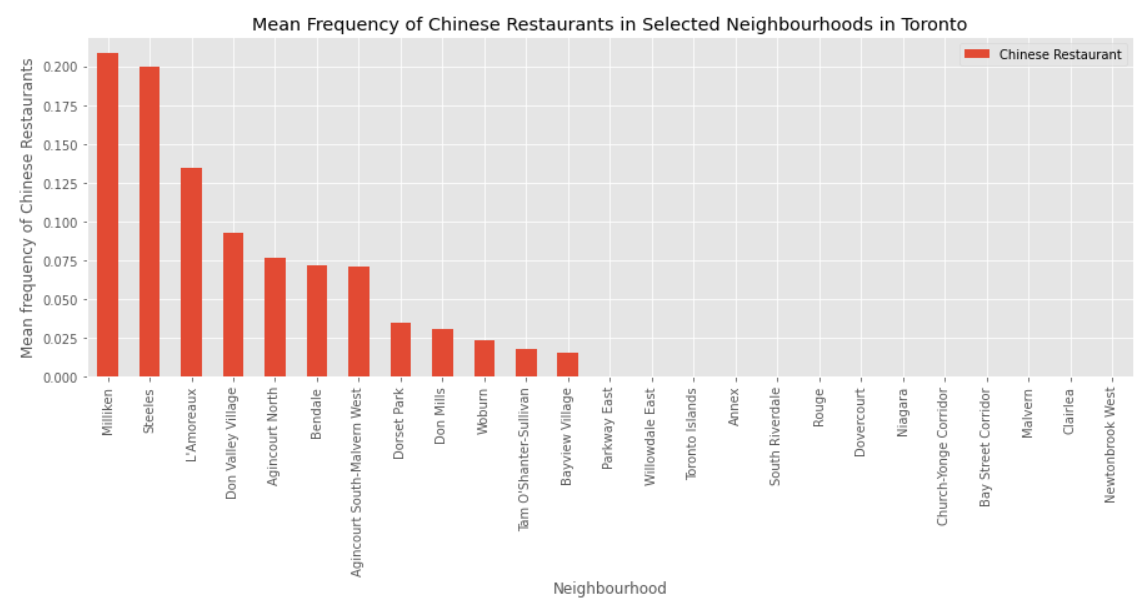 Mean Frequency of Chinese Restaurants in Selected Neighbourhoods in Toronto
Chinese Restaurant
Mean frequency of Chinese Restaurants
0.200
0.175
0.150
0.125
0.100
0.075
0.050
0.025
0.000
Milliken
Steeles
L'Amoreaux
Don Valley Village
Agincourt North
Bendale
Agincourt South-Malvern West
Dorset Park
Don Mills
Woburn
Tam O'Shanter-Sullivan
Bayview Village
Parkway East
Willowdale East
Toronto Islands
Annex
South Riverdale
Rouge
Dovercourt
Niagara
Church-Yonge Corridor
Bay Street Corridor
Malvern
Clairlea
Newtonbrook West
Neighbourhood